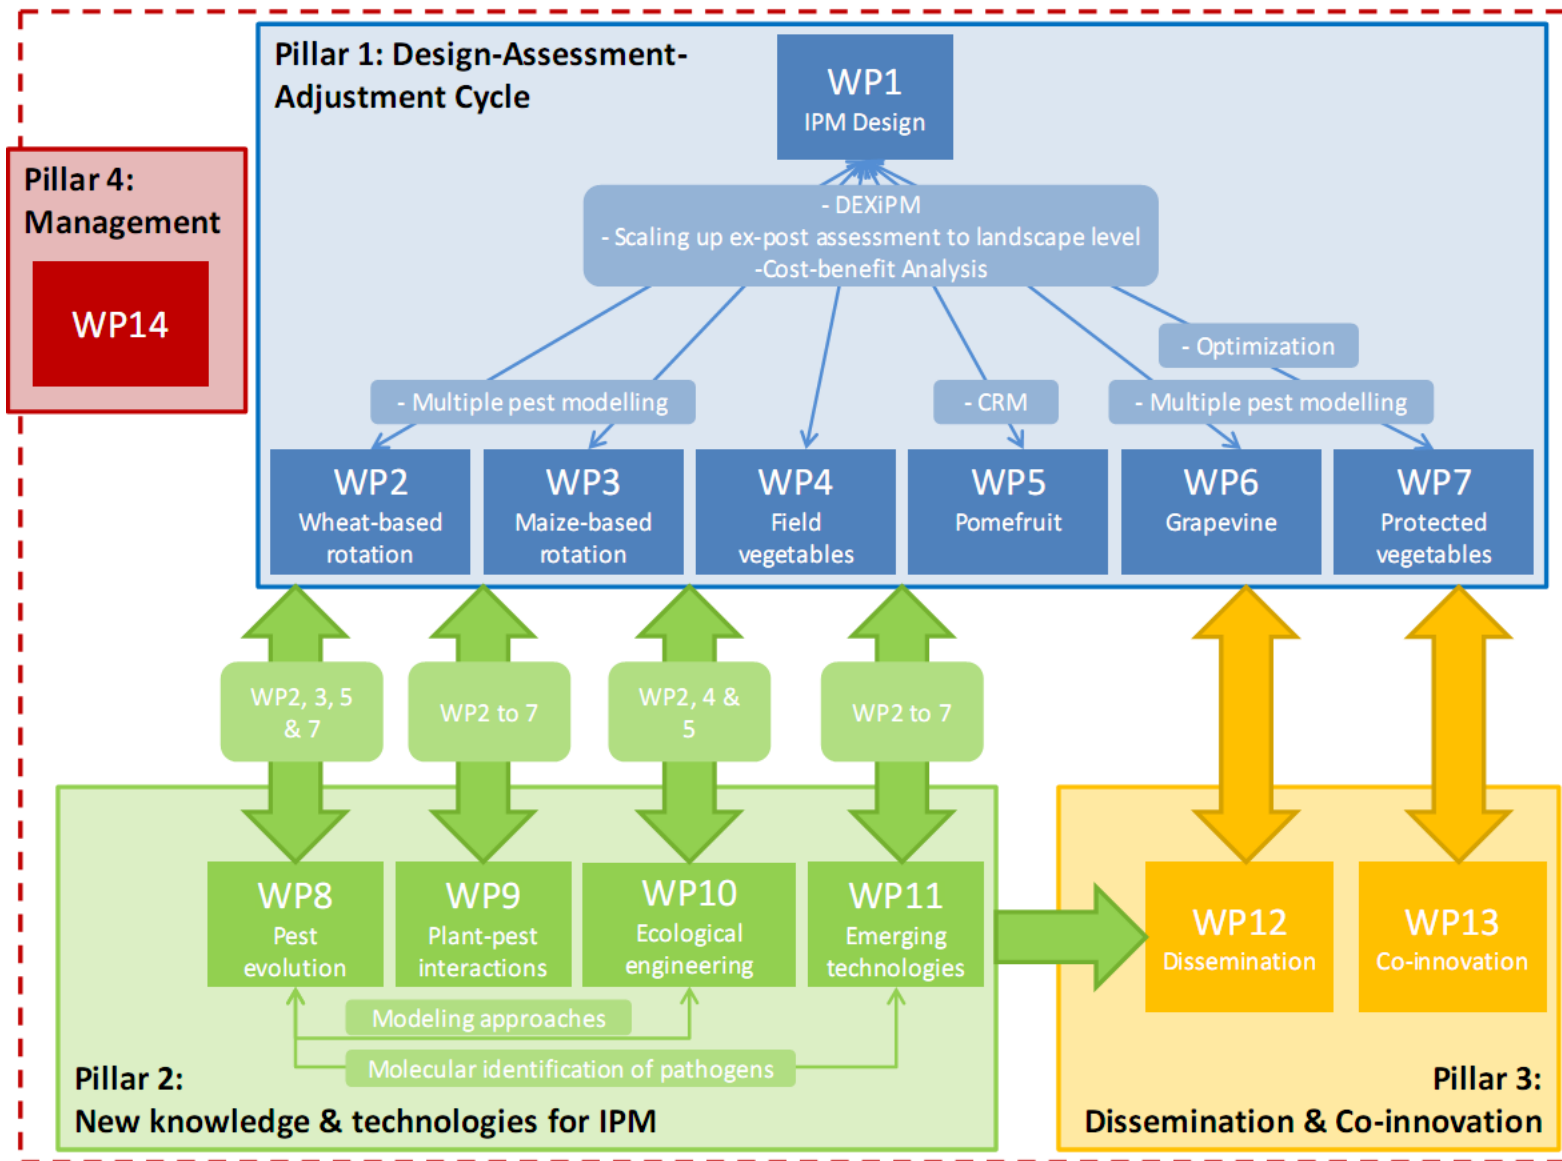 Pillar 1: Design-Assessment-
Adjustment Cycle
WP1
IPM Design
Pillar 4:
Management
WP14
- DEXiPM
- Scaling up ex-post assessment to landscape level
-Cost-benefit Analysis
- Optimization
- Multiple pest modelling
- CRM
- Multiple pest modelling
WP2
Wheat-based
rotation
WP3
Maize-based
rotation
WP4
Field
vegetables
WP5
Pomefruit
WP6
Grapevine
WP7
Protected
vegetables
WP2, 3, 5
& 7
WP2 to 7
WP2, 4 &
5
WP2 to 7
WP8
Pest
evolution
WP9
Plant-pest
interactions
WP10
Ecological
engineering
WP11
Emerging
technologies
WP12
Dissemination
WP13
Co-innovation
Modeling approaches
Molecular identification of pathogens
Pillar 2:
New knowledge & technologies for IPM
Pillar 3:
Dissemination & Co-innovation